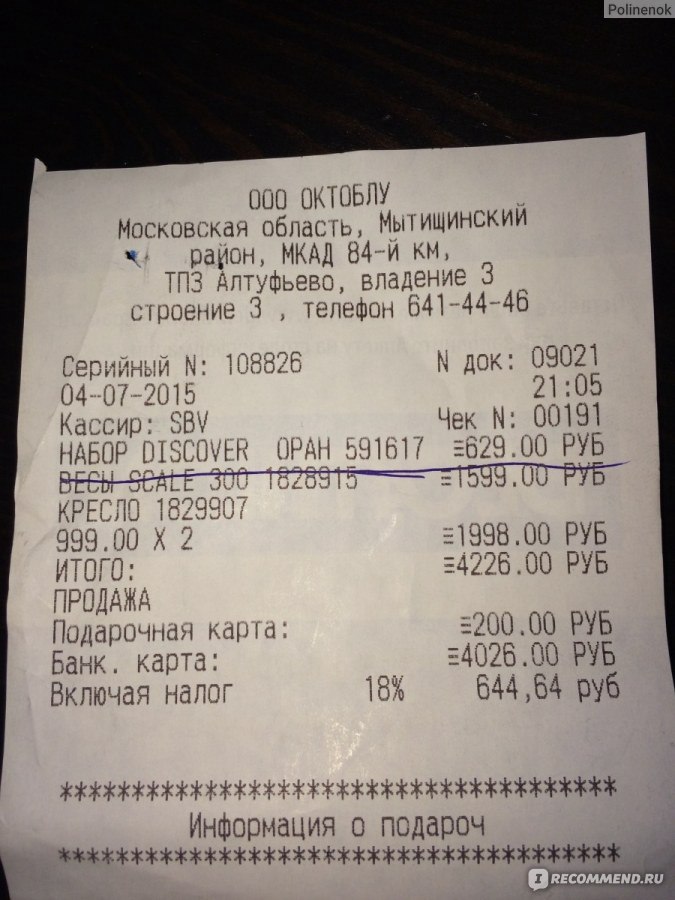 Polinenok
ООО ОКТОБЛУ
Московская область, Мытищинский
район, МКАД 84-й км,
ТПЗ Алтуфьево, владение 3
строение 3 , телефон 641-44-46
Серийный N: 108826 N док: 09021
04-07-2015 21:05
Кассир: SBV Чек N: 00191
НАБОР DISCOVER ОРАН 591617 ≡629.00 РУБ
ВЕСЫ SCALE 300 1828915 ≡1599.00 РУБ
КРЕСЛО 1829907
999.00 X 2 ≡1998.00 РУБ
ИТОГО: ≡4226.00 РУБ
ПРОДАЖА
Подарочная карта: ≡200.00 РУБ
Банк. карта: ≡4026.00 РУБ
Включая налог 18% 644,64 руб
***************************************
Информация о подароч
***************************************
IRECOMMEND.RU